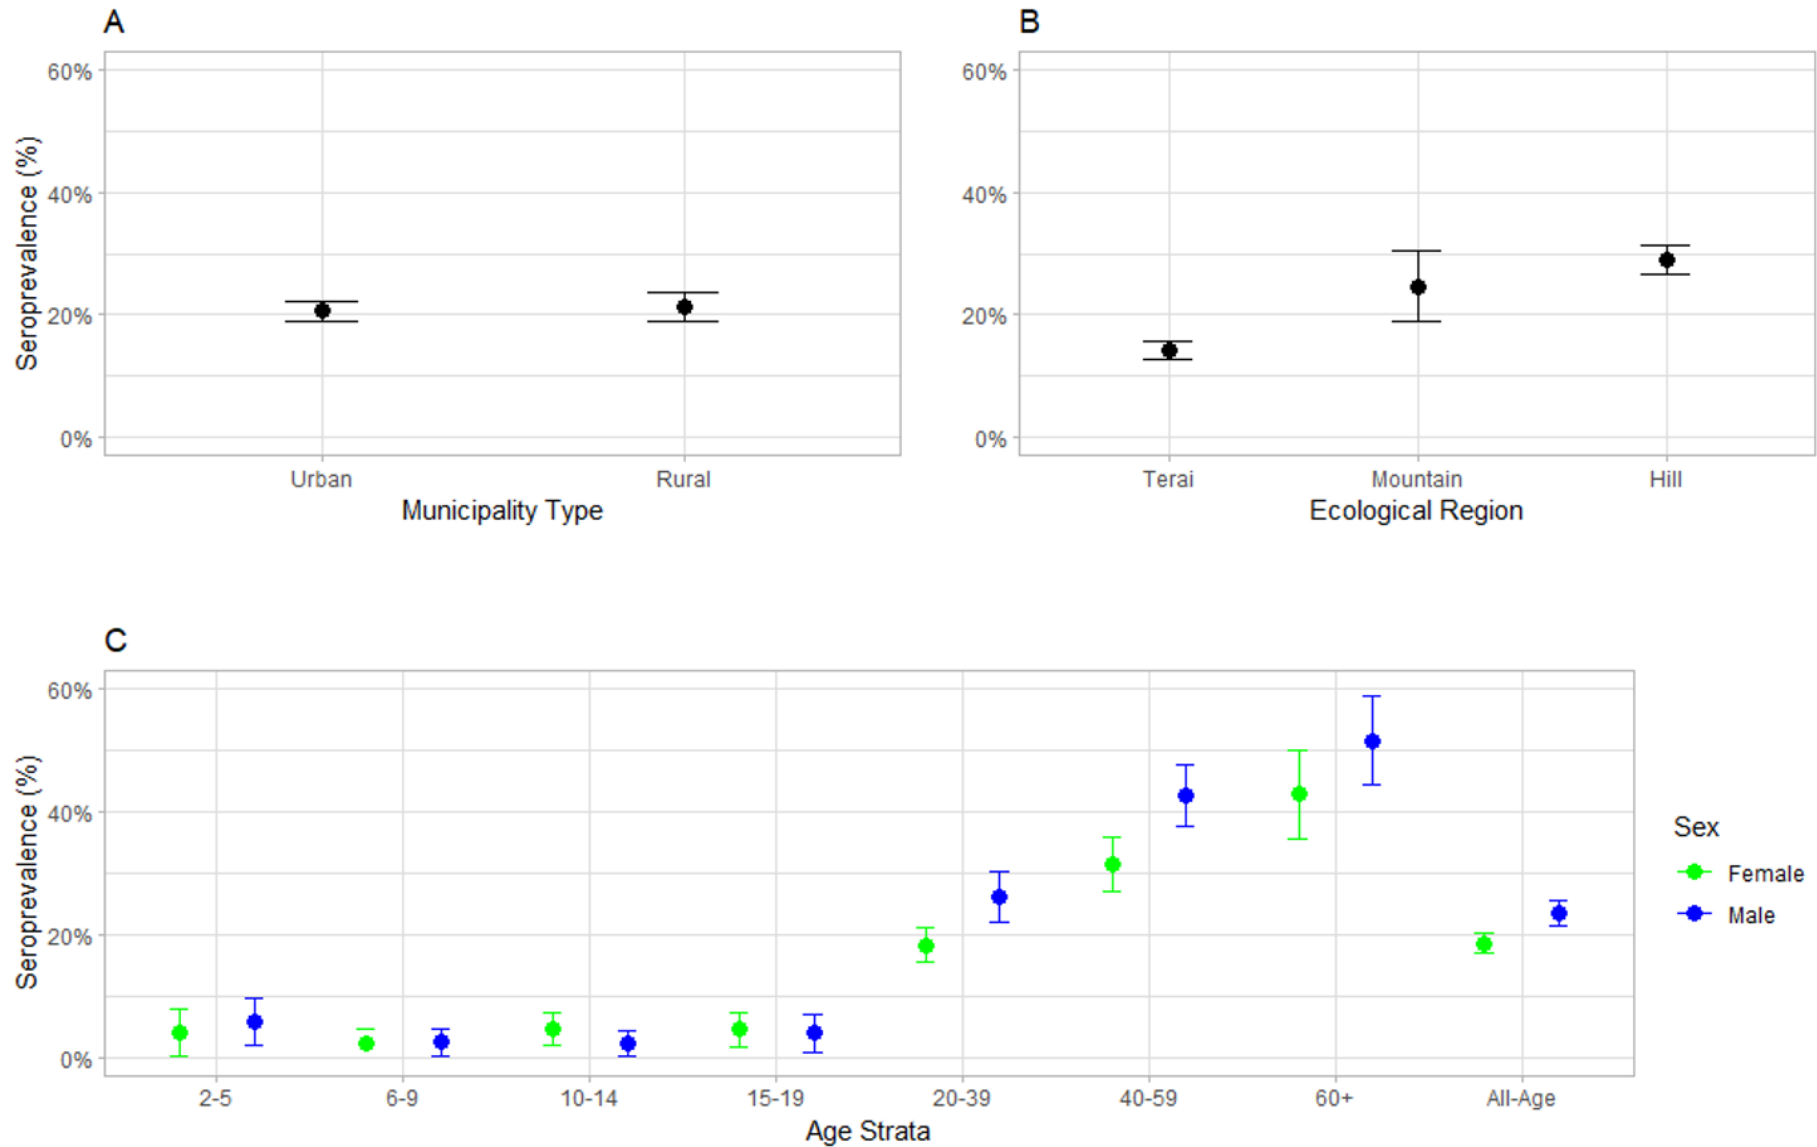 A
60%
40%
20%
0%
Seroprevalence (%)
Urban Rural
Municipality Type
B
60%
40%
20%
0%
Terai Mountain Hill
Ecological Region
C
60%
40%
20%
0%
Seroprevalence (%)
2-5 6-9 10-14 15-19 20-39 40-59 60+ All-Age
Age Strata
Sex
Female
Male